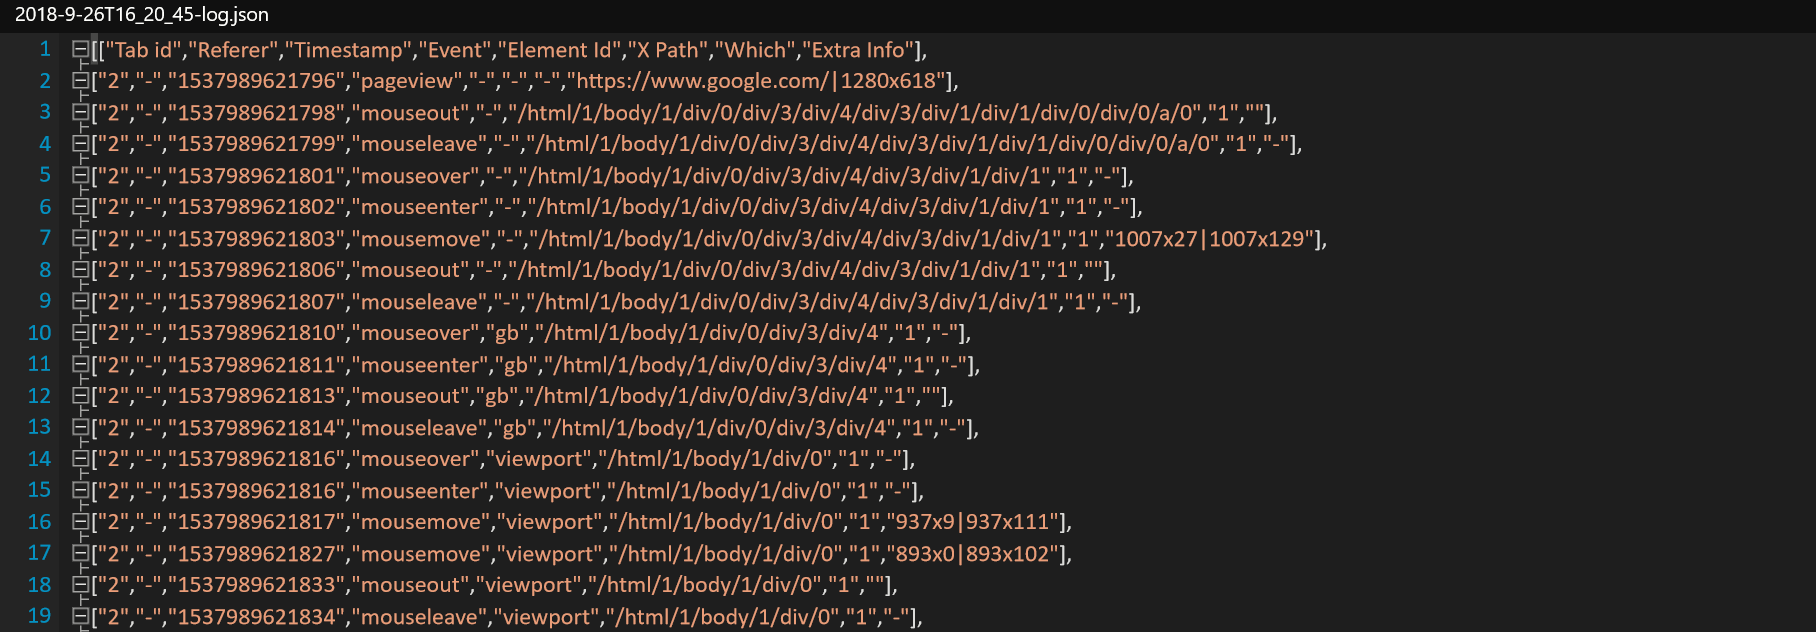 2018-9-26T16_20_45-log.json
1 [["Tab id","Referer","Timestamp","Event","Element Id","X Path","Which","Extra Info"],
2 ["2","-","1537989621796","pageview","-","-","-","https://www.google.com/|1280x618"],
3 ["2","-","1537989621798","mouseout","-","/html/1/body/1/div/0/div/3/div/4/div/3/div/1/div/1/div/0/div/0/a/0","1",""],
4 ["2","-","1537989621799","mouseleave","-","/html/1/body/1/div/0/div/3/div/4/div/3/div/1/div/1/div/0/div/0/a/0","1","-"],
5 ["2","-","1537989621801","mouseover","-","/html/1/body/1/div/0/div/3/div/4/div/3/div/1/div/1","1","-"],
6 ["2","-","1537989621802","mouseenter","-","/html/1/body/1/div/0/div/3/div/4/div/3/div/1/div/1","1","-"],
7 ["2","-","1537989621803","mousemove","-","/html/1/body/1/div/0/div/3/div/4/div/3/div/1/div/1","1","1007x27|1007x129"],
8 ["2","-","1537989621806","mouseout","-","/html/1/body/1/div/0/div/3/div/4/div/3/div/1/div/1","1",""],
9 ["2","-","1537989621807","mouseleave","-","/html/1/body/1/div/0/div/3/div/4/div/3/div/1/div/1","1","-"],
10 ["2","-","1537989621810","mouseover","gb","/html/1/body/1/div/0/div/3/div/4","1","-"],
11 ["2","-","1537989621811","mouseenter","gb","/html/1/body/1/div/0/div/3/div/4","1","-"],
12 ["2","-","1537989621813","mouseout","gb","/html/1/body/1/div/0/div/3/div/4","1",""],
13 ["2","-","1537989621814","mouseleave","gb","/html/1/body/1/div/0/div/3/div/4","1","-"],
14 ["2","-","1537989621816","mouseover","viewport","/html/1/body/1/div/0","1","-"],
15 ["2","-","1537989621816","mouseenter","viewport","/html/1/body/1/div/0","1","-"],
16 ["2","-","1537989621817","mousemove","viewport","/html/1/body/1/div/0","1","937x9|937x111"],
17 ["2","-","1537989621827","mousemove","viewport","/html/1/body/1/div/0","1","893x0|893x102"],
18 ["2","-","1537989621833","mouseout","viewport","/html/1/body/1/div/0","1",""],
19 ["2","-","1537989621834","mouseleave","viewport","/html/1/body/1/div/0","1","-"],